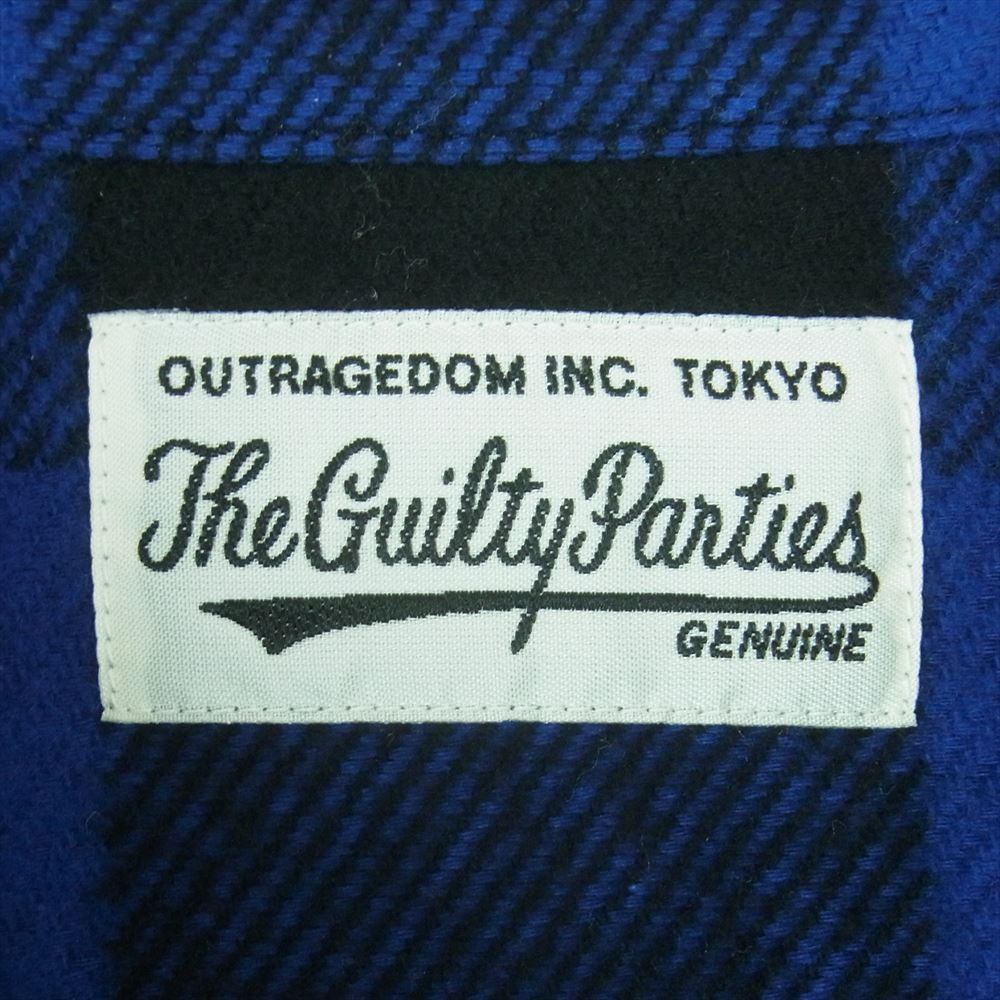 OUTRAGEDOM INC. TOKYO
The Guilty Parties
GENUINE